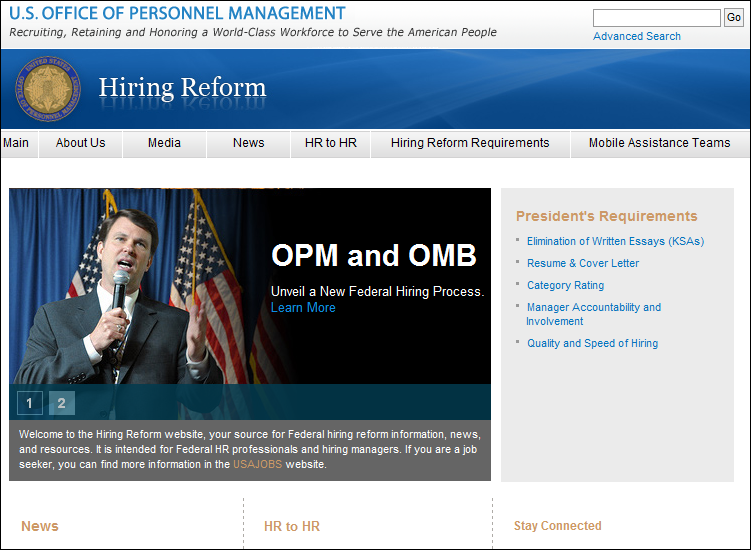 U.S. OFFICE OF PERSONNEL MANAGEMENT
Recruiting, Retaining and Honoring a World-Class Workforce to Serve the American People
Go
Advanced Search
Hiring Reform
Main
About Us
Media
News
HR to HR
Hiring Reform Requirements
Mobile Assistance Teams
OPM and OMB
Unveil a New Federal Hiring Process.
Learn More
1
2
Welcome to the Hiring Reform website, your source for Federal hiring reform information, news,
and resources. It is intended for Federal HR professionals and hiring managers. If you are a job
seeker, you can find more information in the USAJOBS website.
President's Requirements
Elimination of Written Essays (KSAs)
Resume & Cover Letter
Category Rating
Manager Accountability and
Involvement
Quality and Speed of Hiring
News
HR to HR
Stay Connected